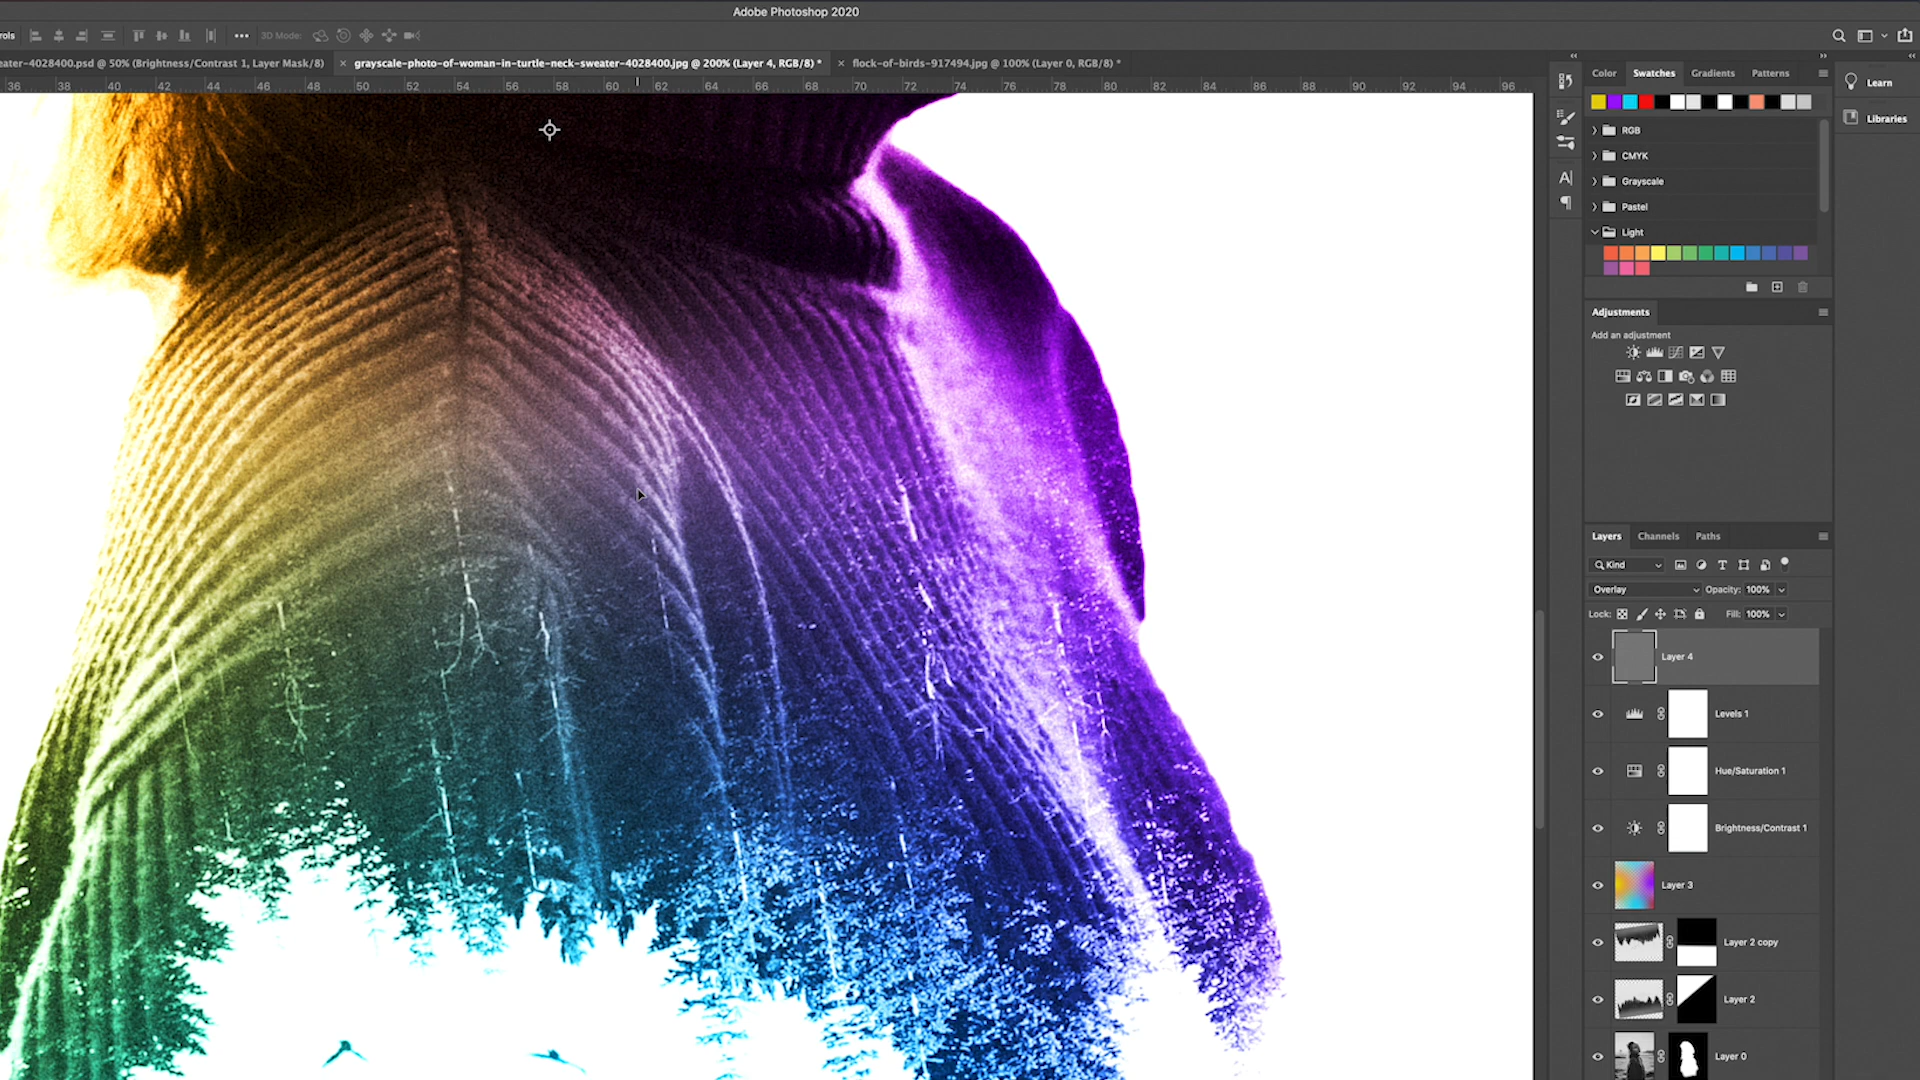 Adobe Photoshop 2020
rols
3D Mode:
eater-4028400.psd @ 50% (Brightness/Contrast 1, Layer Mask/8)
× grayscale-photo-of-woman-in-turtle-neck-sweater-4028400.jpg @ 200% (Layer 4, RGB/8) *
× flock-of-birds-917494.jpg @ 100% (Layer 0, RGB/8) *
36 38 40 42 44 46 48 50 52 54 56 58 60 62 64 66 68 70 72 74 76 78 80 82 84 86 88 90 92 94 96
Color Swatches Gradients Patterns
RGB
CMYK
Grayscale
Pastel
Light
Learn
Libraries
Adjustments
Add an adjustment
Layers Channels Paths
Kind
Overlay Opacity: 100%
Lock: Fill: 100%
Layer 4
Levels 1
Hue/Saturation 1
Brightness/Contrast 1
Layer 3
Layer 2 copy
Layer 2
Layer 0